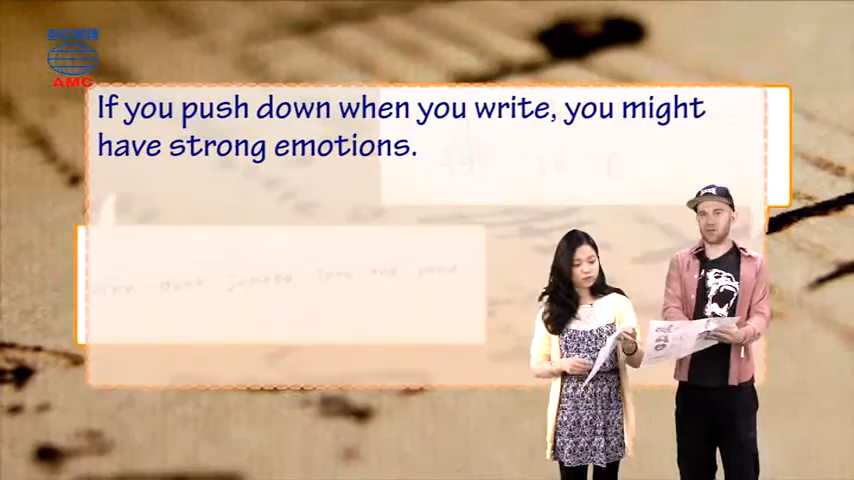 AMC
If you push down when you write, you might
have strong emotions.